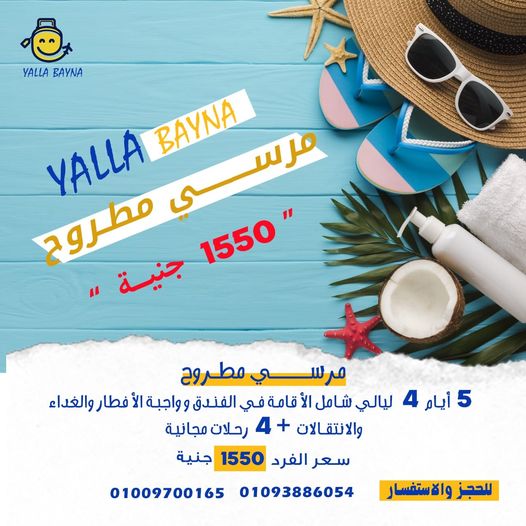 YALLA BAYNA
YALLA BAYNA
مرسي مطروح
" 1550 جنية "
مرسي مطروح
5 أيام 4 ليالي شامل الأقامة في الفندق وواجبة الأفطار والغداء
والانتقالات + 4 رحلات مجانية
سعر الفرد 1550 جنية
للحجز والاستفسار 01093886054 01009700165